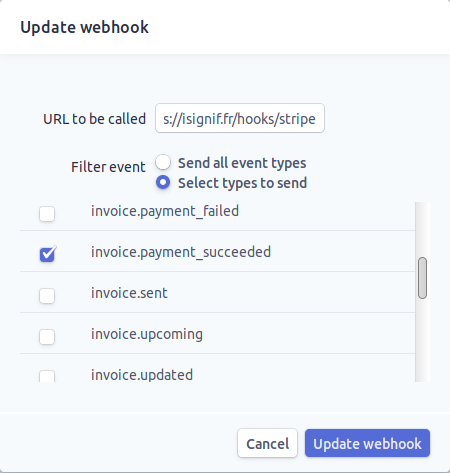 Update webhook
URL to be called s://isignif.fr/hooks/stripe
Filter event Send all event types
Select types to send
invoice.payment_failed
invoice.payment_succeeded
invoice.sent
invoice.upcoming
invoice.updated
Cancel Update webhook